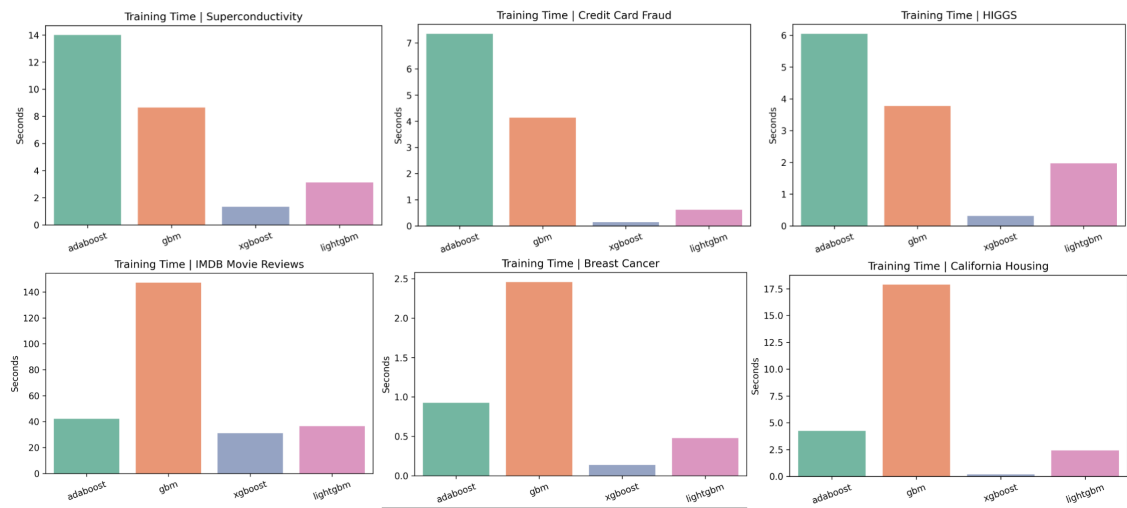 Training Time | Superconductivity
14
12
10
8
6
4
2
0
Seconds
adaboost
gbm
xgboost
lightgbm
Training Time | Credit Card Fraud
7
6
5
4
3
2
1
0
Seconds
adaboost
gbm
xgboost
lightgbm
Training Time | HIGGS
6
5
4
3
2
1
0
Seconds
adaboost
gbm
xgboost
lightgbm
Training Time | IMDB Movie Reviews
140
120
100
80
60
40
20
0
Seconds
adaboost
gbm
xgboost
lightgbm
Training Time | Breast Cancer
2.5
2.0
1.5
1.0
0.5
0.0
Seconds
adaboost
gbm
xgboost
lightgbm
Training Time | California Housing
17.5
15.0
12.5
10.0
7.5
5.0
2.5
0.0
Seconds
adaboost
gbm
xgboost
lightgbm